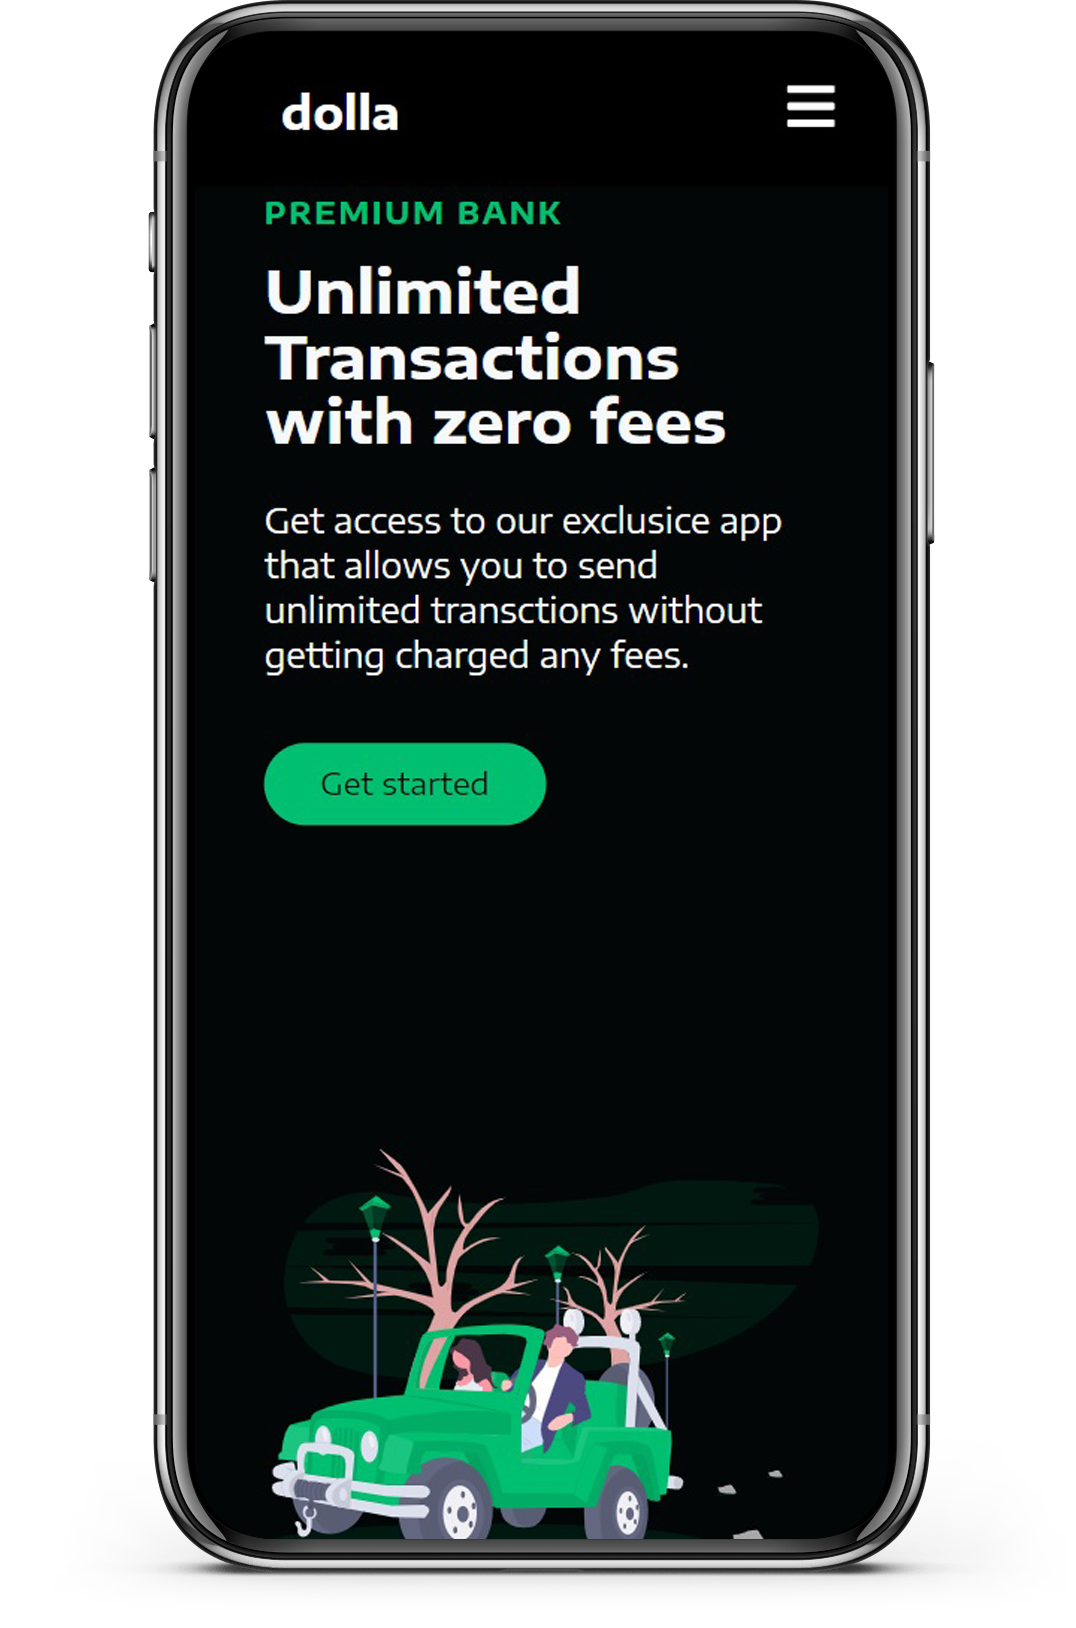 dolla
PREMIUM BANK
Unlimited
Transactions
with zero fees
Get access to our exclusice app
that allows you to send
unlimited transctions without
getting charged any fees.
Get started